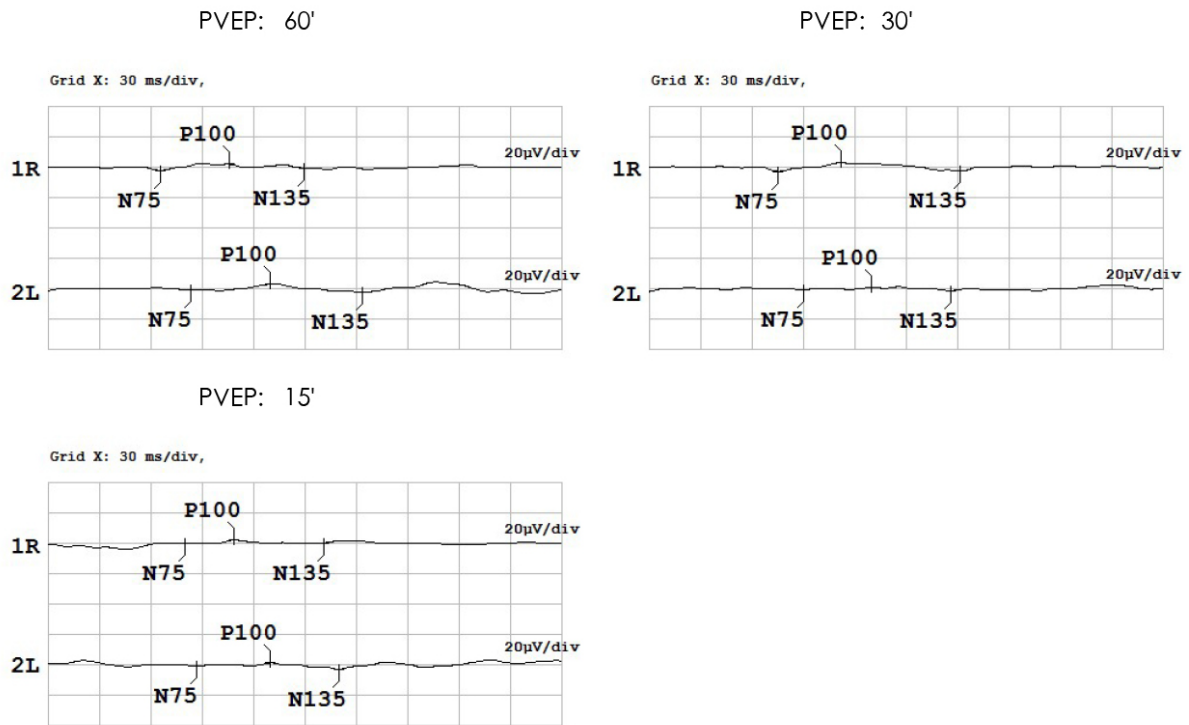 PVEP: 60'
Grid X: 30 ms/div,
P100
20µV/div
1R
N75
N135
P100
20µV/div
2L
N75
N135
PVEP: 30'
Grid X: 30 ms/div,
P100
20µV/div
1R
N75
N135
P100
20µV/div
2L
N75
N135
PVEP: 15'
Grid X: 30 ms/div,
P100
20µV/div
1R
N75
N135
P100
20µV/div
2L
N75
N135